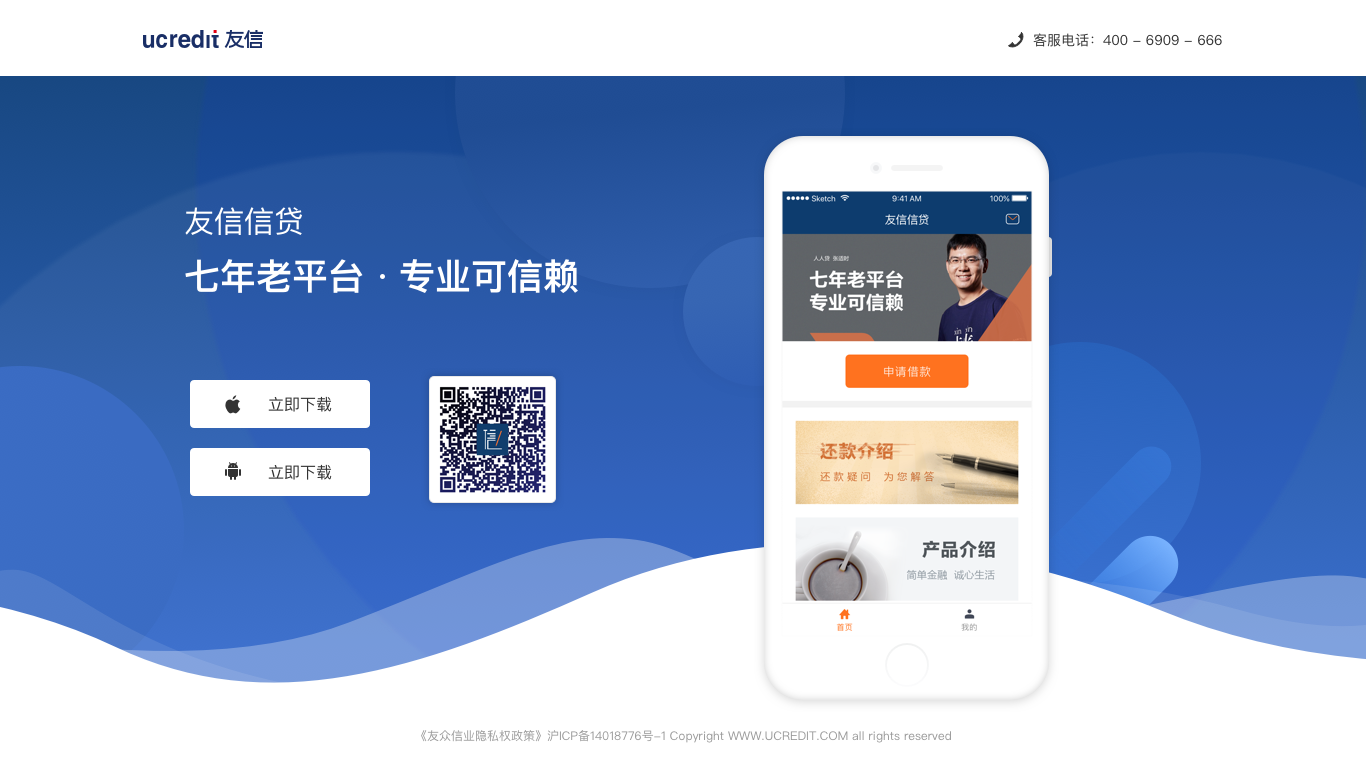 ucredit 友信
客服电话：400 - 6909 - 666
友信信贷
七年老平台 · 专业可信赖
立即下载
立即下载
Sketch 9:41 AM 100%
友信信贷
人人贷 张适时
七年老平台
专业可信赖
申请借款
还款介绍
还款疑问 为您解答
产品介绍
简单金融 诚心生活
首页 我的
《友众信业隐私权政策》沪ICP备14018776号-1 Copyright WWW.UCREDIT.COM all rights reserved